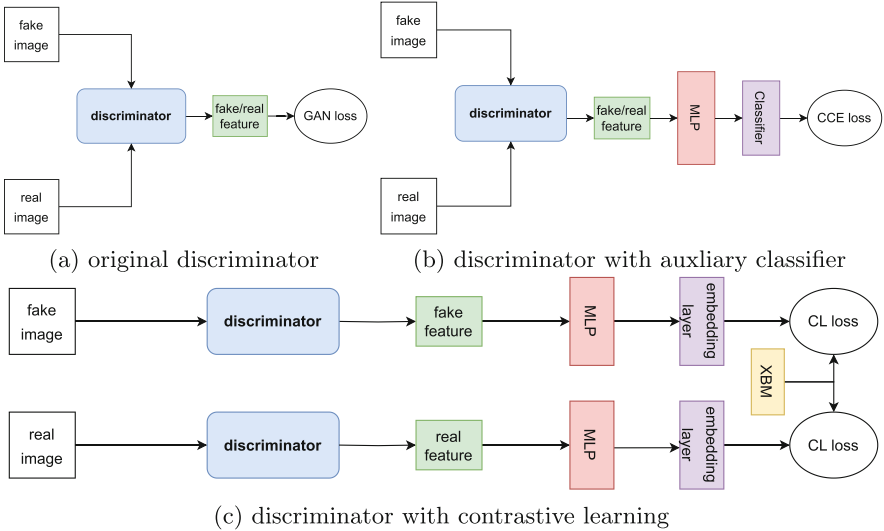 fake
image
discriminator
fake/real
feature
GAN loss
real
image
(a) original discriminator
fake
image
discriminator
fake/real
feature
MLP
Classifier
CCE loss
real
image
(b) discriminator with auxliary classifier
fake
image
discriminator
fake
feature
MLP
embedding
layer
CL loss
XBM
real
image
discriminator
real
feature
MLP
embedding
layer
CL loss
(c) discriminator with contrastive learning